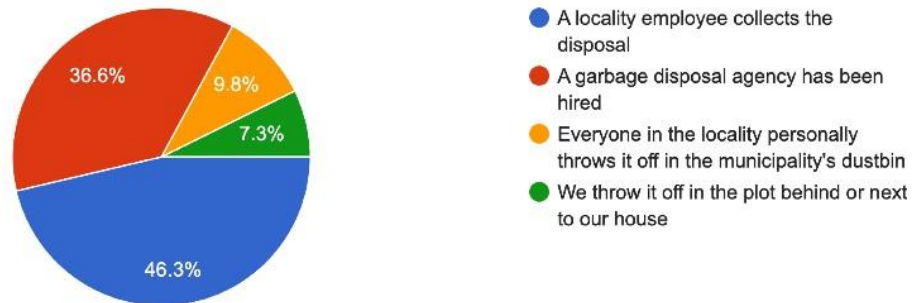 36.6%
9.8%
7.3%
46.3%
A locality employee collects the
disposal
A garbage disposal agency has been
hired
Everyone in the locality personally
throws it off in the municipality's dustbin
We throw it off in the plot behind or next
to our house